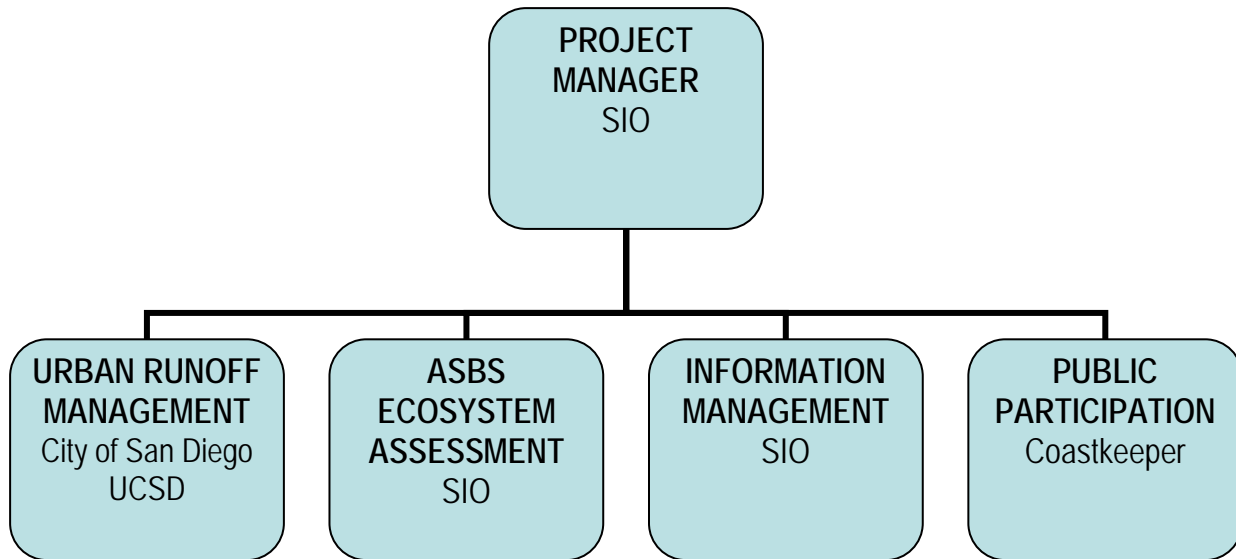 PROJECT
MANAGER
SIO
URBAN RUNOFF
MANAGEMENT
City of San Diego
UCSD
ASBS
ECOSYSTEM
ASSESSMENT
SIO
INFORMATION
MANAGEMENT
SIO
PUBLIC
PARTICIPATION
Coastkeeper